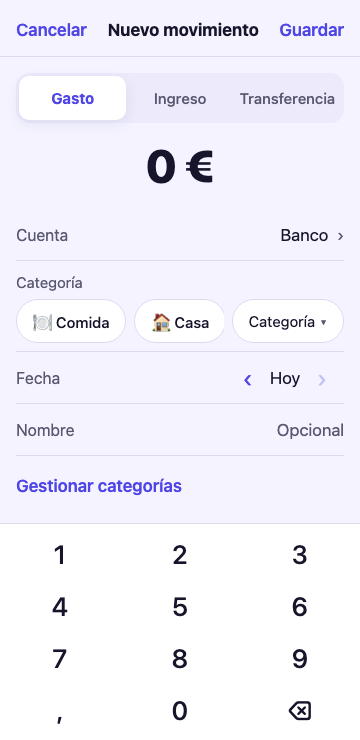 Cancelar Nuevo movimiento Guardar
Gasto Ingreso Transferencia
0 €
Cuenta Banco ›
Categoría
🍽️ Comida 🏠 Casa Categoría ▾
Fecha ‹ Hoy ›
Nombre Opcional
Gestionar categorías
1 2 3
4 5 6
7 8 9
, 0